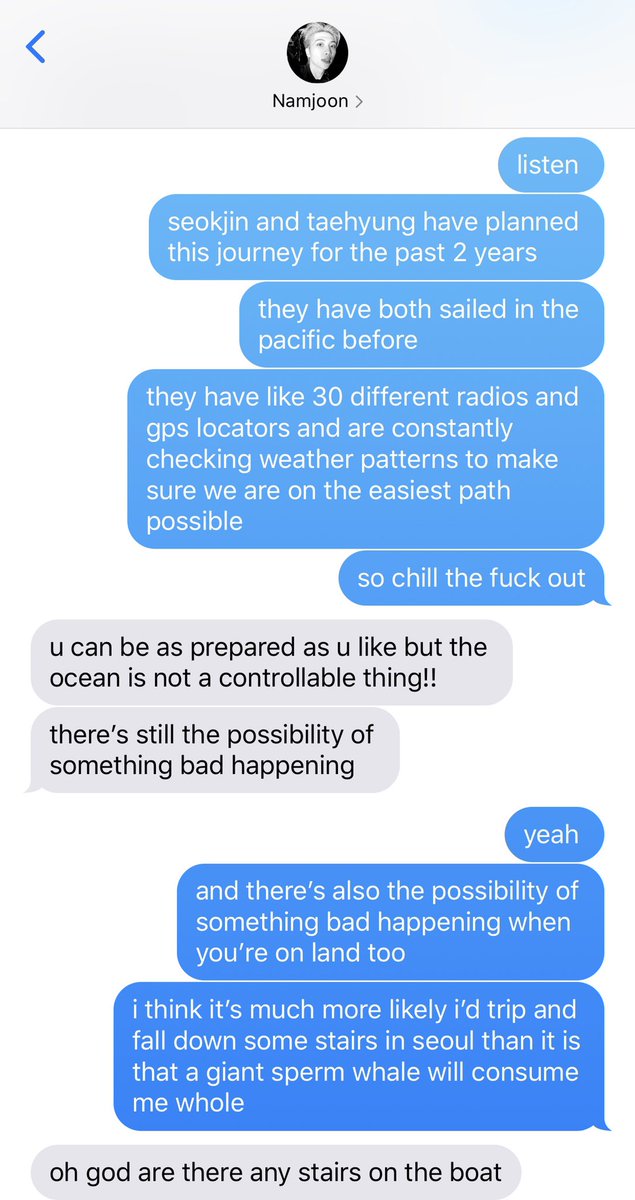 Namjoon
listen
seokjin and taehyung have planned
this journey for the past 2 years
they have both sailed in the
pacific before
they have like 30 different radios and
gps locators and are constantly
checking weather patterns to make
sure we are on the easiest path
possible
so chill the fuck out
u can be as prepared as u like but the
ocean is not a controllable thing!!
there’s still the possibility of
something bad happening
yeah
and there’s also the possibility of
something bad happening when
you’re on land too
i think it’s much more likely i’d trip and
fall down some stairs in seoul than it is
that a giant sperm whale will consume
me whole
oh god are there any stairs on the boat